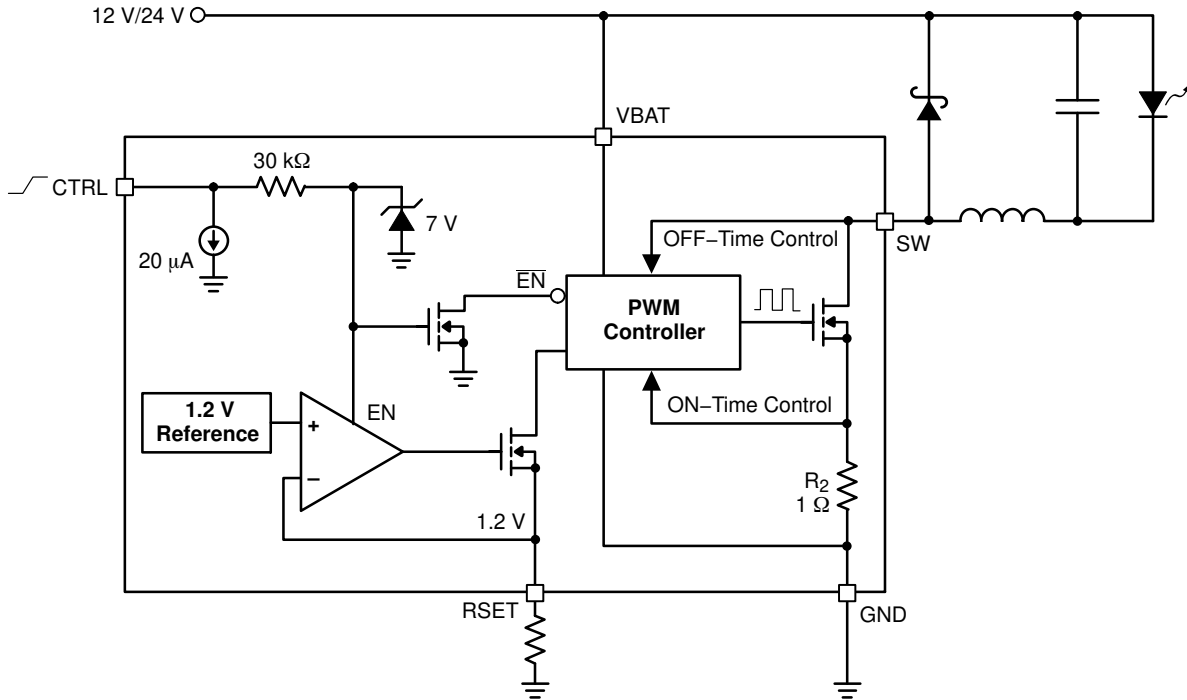 12 V/24 V
VBAT
30 kΩ
CTRL
7 V
20 μA
SW
OFF−Time Control
EN
PWM
Controller
EN
ON−Time Control
1.2 V
Reference
+
−
R2
1 Ω
1.2 V
RSET
GND